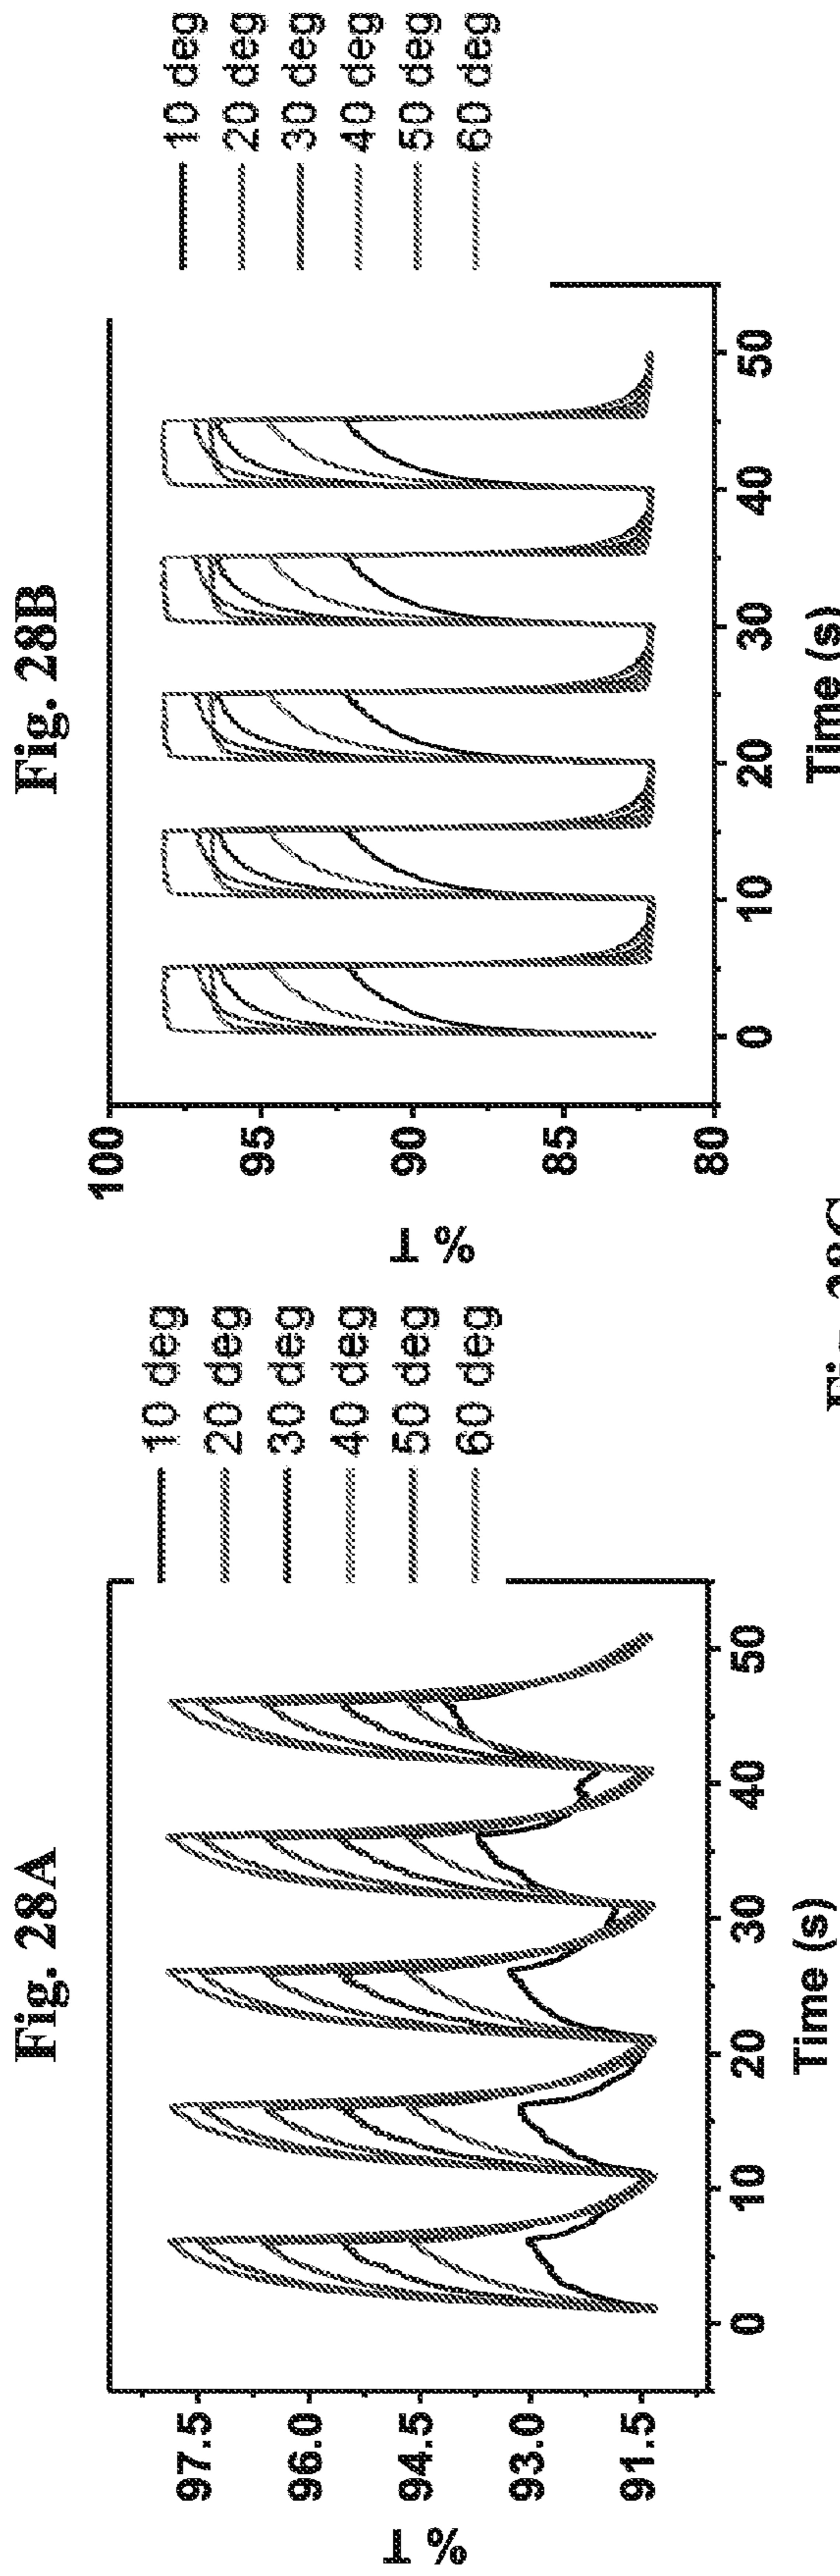 Fig. 28A
% T
97.5
96.0
94.5
93.0
91.5
0
10
20
30
40
50
Time (s)
10 deg
20 deg
30 deg
40 deg
50 deg
60 deg
Fig. 28B
% T
100
95
90
85
80
0
10
20
30
40
50
Time (s)
10 deg
20 deg
30 deg
40 deg
50 deg
60 deg